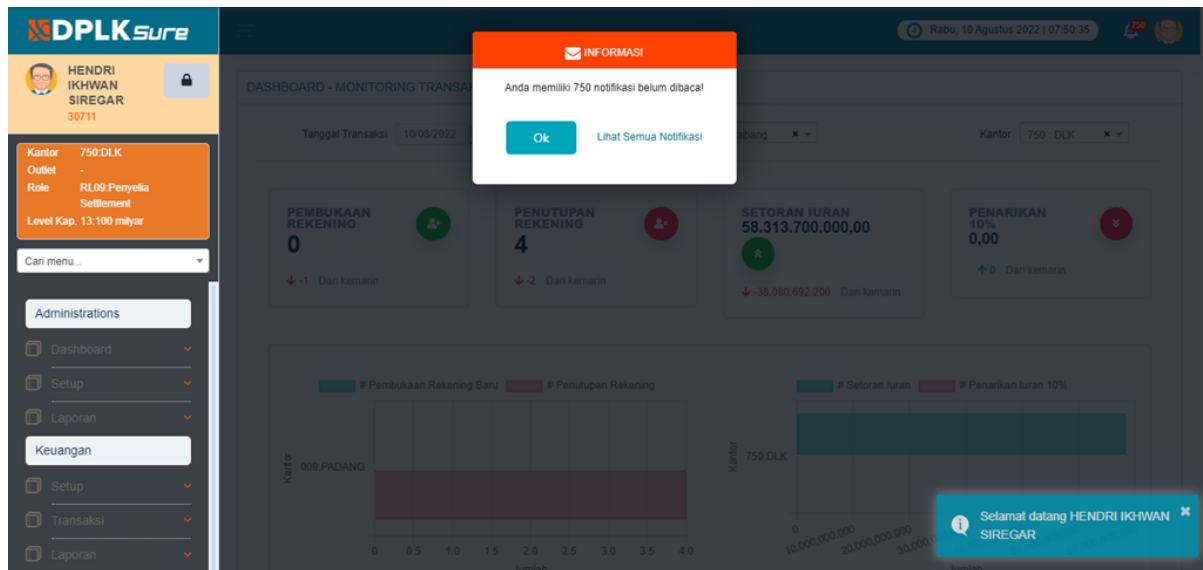 DPLKSure
HENDRI
IKHWAN
SIREGAR
30711
Kantor 750:DLK
Outlet -
Role RL09:Penyelia
Settlement
Level Kap. 13:100 milyar
Cari menu...
Administrations
Dashboard
Setup
Laporan
Keuangan
Setup
Transaksi
Laporan
Rabu, 10 Agustus 2022 | 07:50:35
750
INFORMASI
Anda memiliki 750 notifikasi belum dibaca!
Ok Lihat Semua Notifikasi
DASHBOARD - MONITORING TRANSA
Tanggal Transaksi 10/08/2022 abang Kantor 750 : DLK
PEMBUKAAN
REKENING
0
-1 Dari kemarin
PENUTUPAN
REKENING
4
-2 Dari kemarin
SETORAN IURAN
58.313.700.000,00
-38.080.692.200 Dari kemarin
PENARIKAN
10%
0,00
0 Dari kemarin
# Pembukaan Rekening Baru # Penutupan Rekening
Kantor
009:PADANG
0 0.5 1.0 1.5 2.0 2.5 3.0 3.5 4.0
Jumlah
# Setoran Iuran # Penarikan Iuran 10%
Kantor
750:DLK
0 10,000,000,000 20,000,000,000
Jumlah
Selamat datang HENDRI IKHWAN
SIREGAR